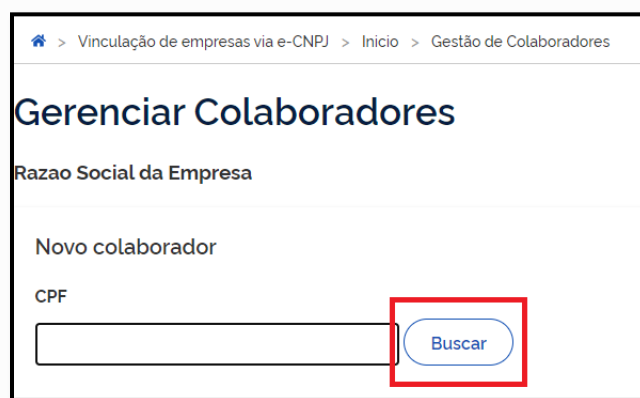 > Vinculação de empresas via e-CNPJ > Inicio > Gestão de Colaboradores
Gerenciar Colaboradores
Razao Social da Empresa
Novo colaborador
CPF
Buscar